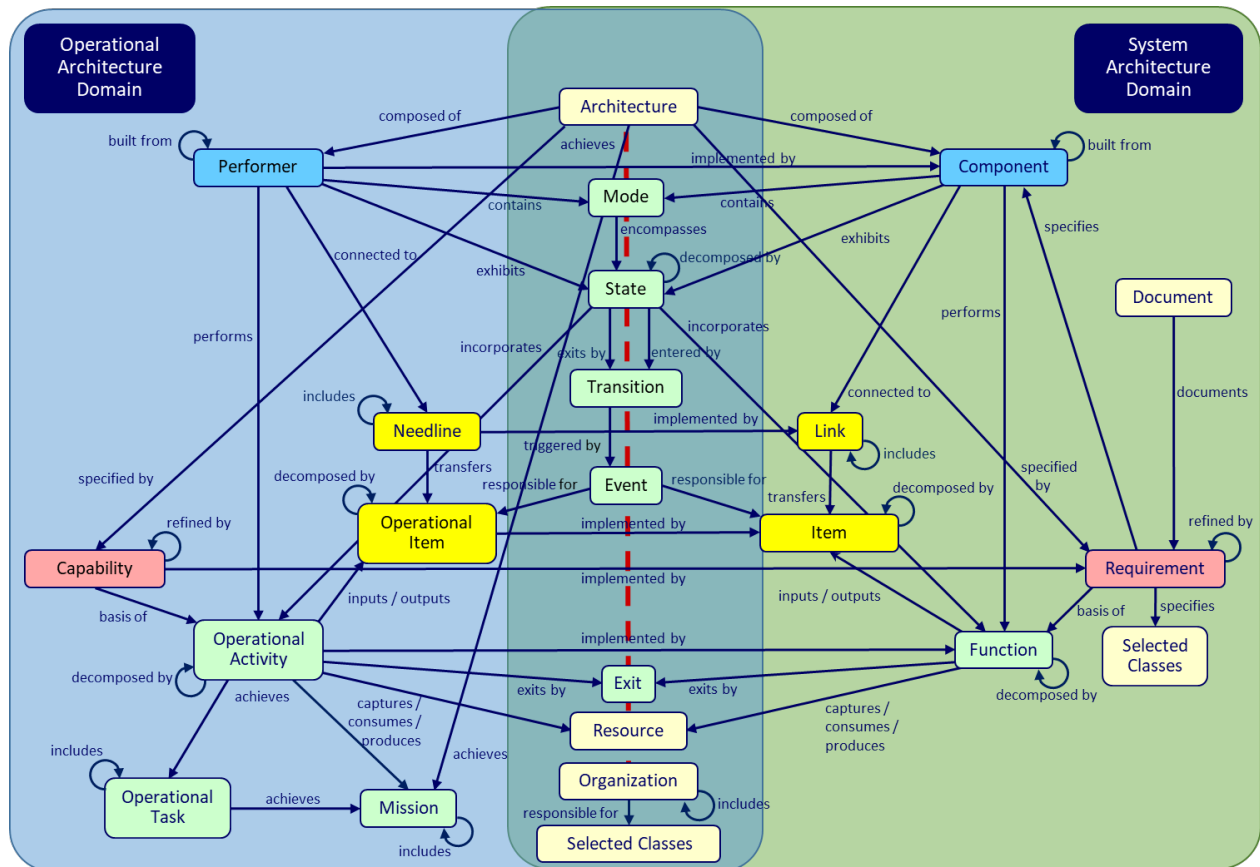 Operational
Architecture
Domain
System
Architecture
Domain
Architecture
composed of
composed of
achieves
built from
Performer
implemented by
Component
built from
Mode
contains
contains
encompasses
connected to
exhibits
exhibits
specifies
decomposed by
State
Document
performs
incorporates
incorporates
performs
exits by
entered by
Transition
includes
connected to
documents
Needline
implemented by
Link
triggered by
includes
specified by
decomposed by
transfers
responsible for
Event
responsible for
transfers
decomposed by
specified
by
refined by
Operational
Item
implemented by
Item
refined by
Capability
implemented by
Requirement
basis of
inputs / outputs
inputs / outputs
basis of
specifies
Operational
Activity
implemented by
Function
Selected
Classes
decomposed by
achieves
exits by
Exit
exits by
decomposed by
captures /
consumes /
produces
Resource
captures /
consumes /
produces
includes
achieves
Operational
Task
achieves
Mission
includes
Organization
includes
responsible for
Selected Classes